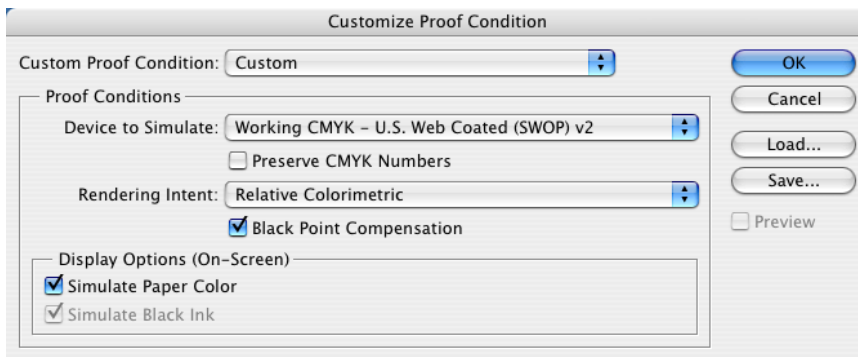 Customize Proof Condition
Custom Proof Condition: Custom
OK
Proof Conditions
Cancel
Device to Simulate: Working CMYK – U.S. Web Coated (SWOP) v2
Load...
Preserve CMYK Numbers
Save...
Rendering Intent: Relative Colorimetric
Preview
Black Point Compensation
Display Options (On-Screen)
Simulate Paper Color
Simulate Black Ink